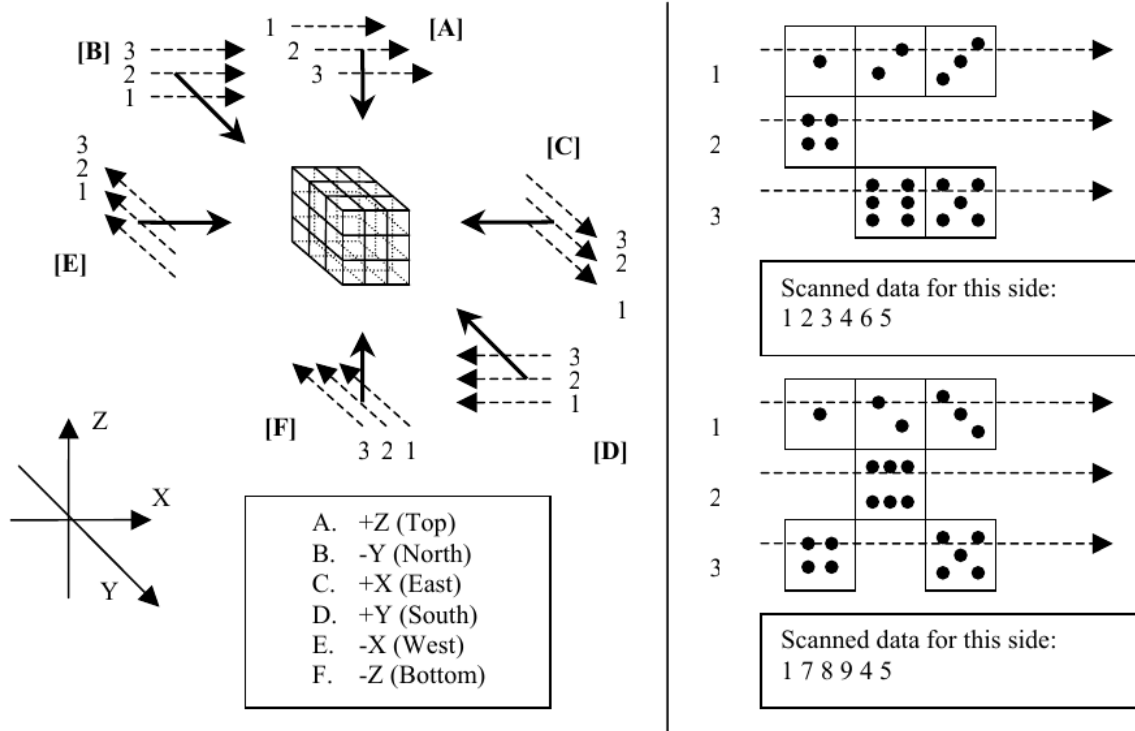 1
[A]
[B]
3
2
2
1
3
[C]
3
2
1
[E]
3
2
1
3
2
1
[F]
3 2 1
[D]
Z
X
Y
A. +Z (Top)
B. -Y (North)
C. +X (East)
D. +Y (South)
E. -X (West)
F. -Z (Bottom)
1
2
3
Scanned data for this side:
1 2 3 4 6 5
1
2
3
Scanned data for this side:
1 7 8 9 4 5